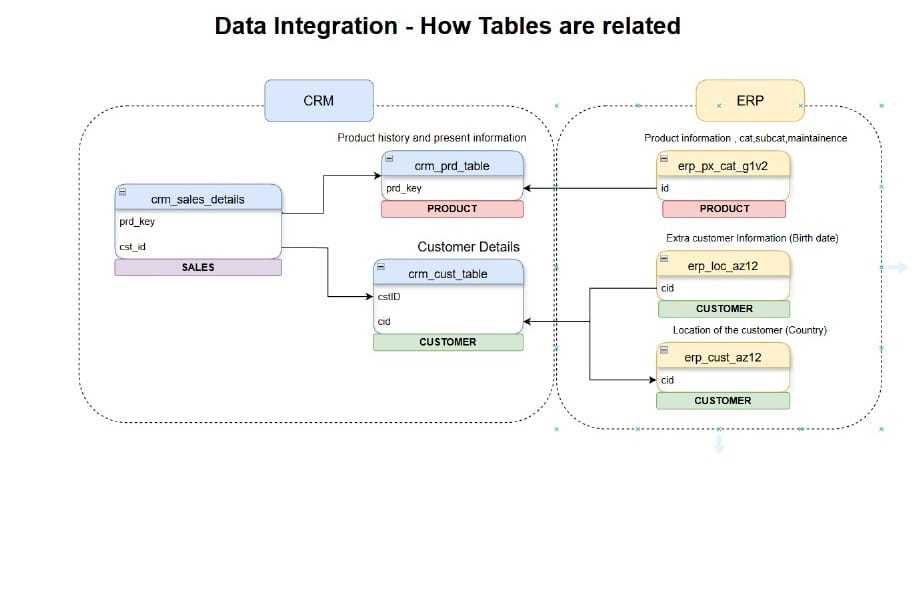 Data Integration - How Tables are related
CRM
ERP
Product history and present information
crm_prd_table
prd_key
PRODUCT
crm_sales_details
prd_key
cst_id
SALES
Customer Details
crm_cust_table
cstID
cid
CUSTOMER
Product information , cat,subcat,maintainence
erp_px_cat_g1v2
id
PRODUCT
Extra customer Information (Birth date)
erp_loc_az12
cid
CUSTOMER
Location of the customer (Country)
erp_cust_az12
cid
CUSTOMER